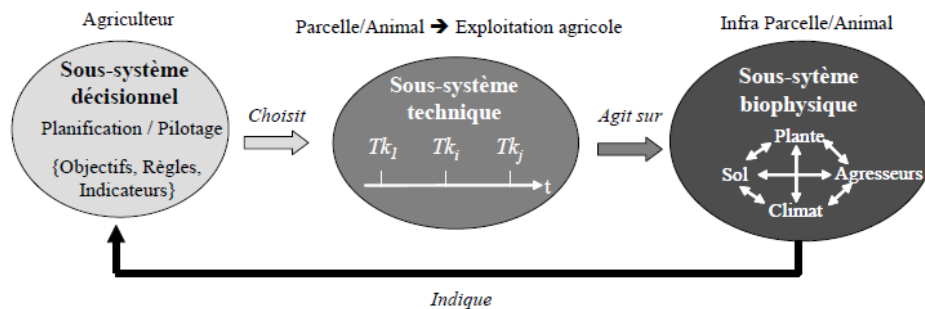 Agriculteur
Parcelle/Animal ➔ Exploitation agricole
Infra Parcelle/Animal
Sous-système
décisionnel
Planification / Pilotage
{Objectifs, Règles,
Indicateurs}
Choisit
Sous-système
technique
Tk1 Tki Tkj
t
Agit sur
Sous-sytème
biophysique
Plante
Sol
Agresseurs
Climat
Indique